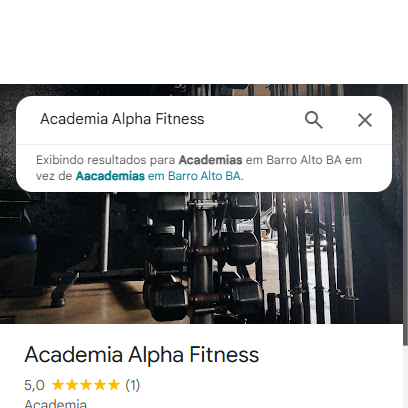 Academia Alpha Fitness
Exibindo resultados para Academias em Barro Alto BA em
vez de Aacademias em Barro Alto BA.
Academia Alpha Fitness
5,0 ★★★★★ (1)
Academia